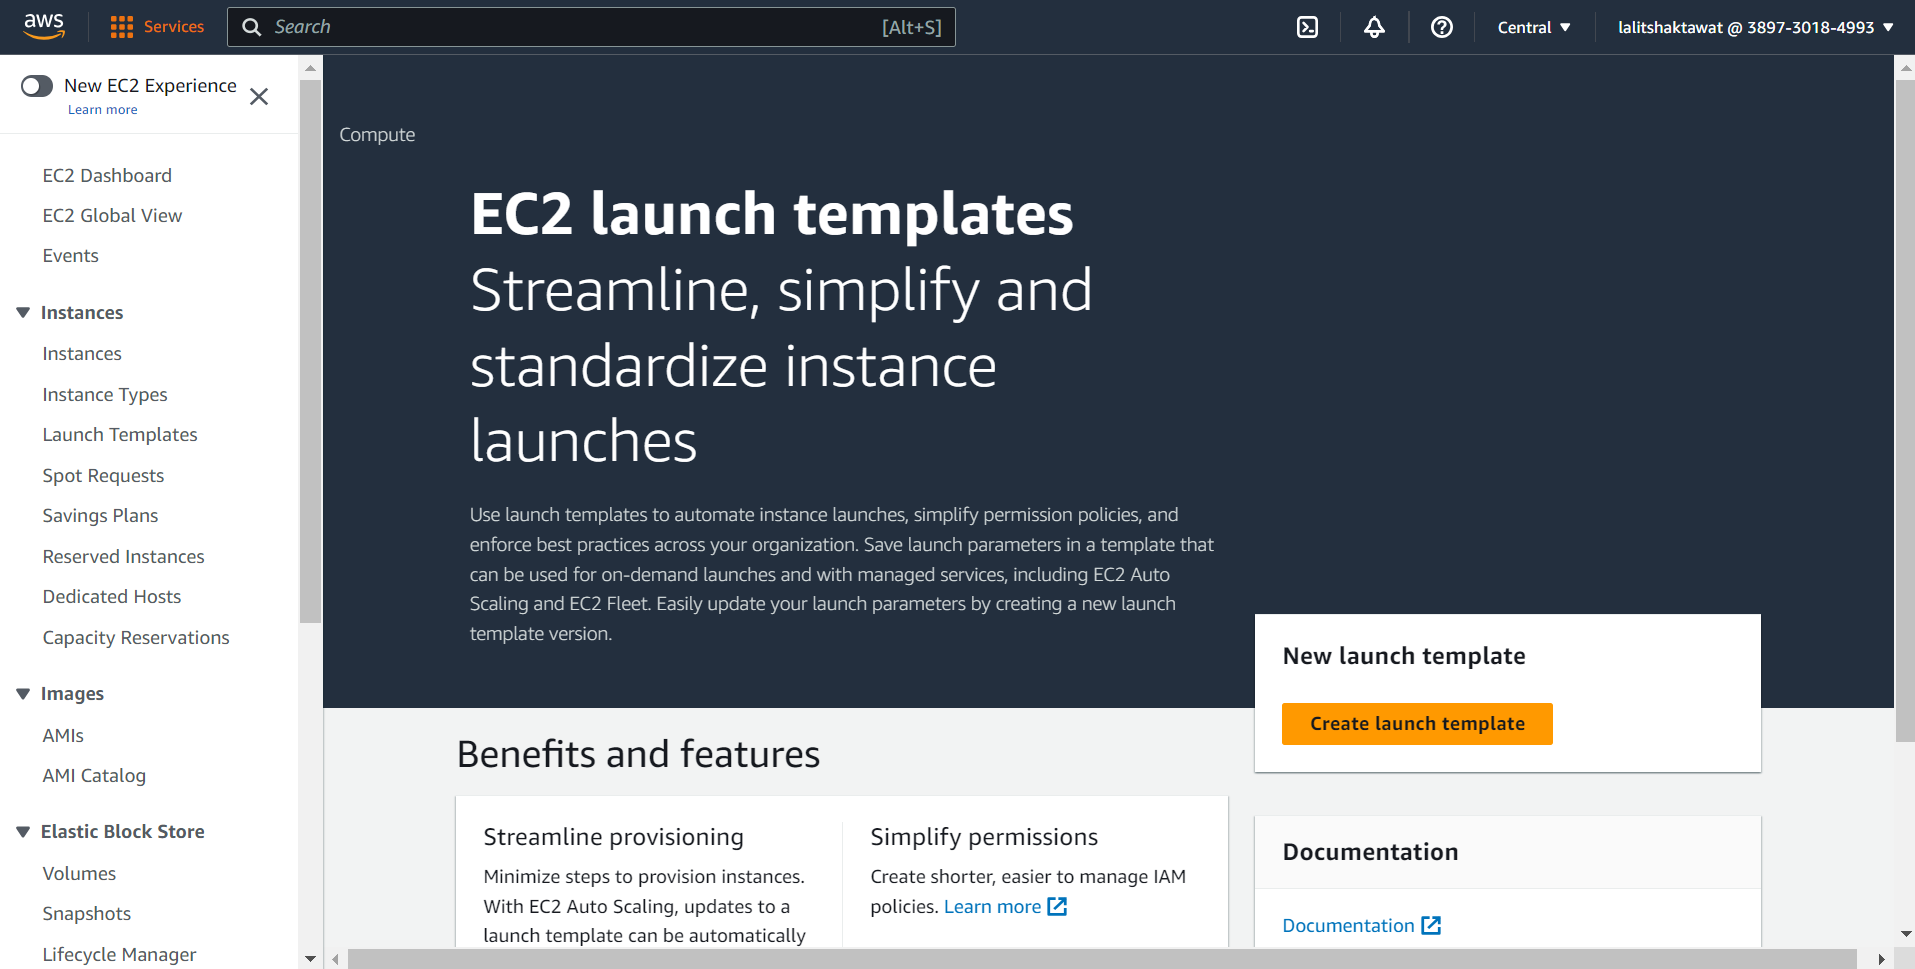 aws
Services
Search
[Alt+S]
Central
lalitshaktawat @ 3897-3018-4993
New EC2 Experience
Learn more
EC2 Dashboard
EC2 Global View
Events
Instances
Instances
Instance Types
Launch Templates
Spot Requests
Savings Plans
Reserved Instances
Dedicated Hosts
Capacity Reservations
Images
AMIs
AMI Catalog
Elastic Block Store
Volumes
Snapshots
Lifecycle Manager
Compute
EC2 launch templates
Streamline, simplify and
standardize instance
launches
Use launch templates to automate instance launches, simplify permission policies, and
enforce best practices across your organization. Save launch parameters in a template that
can be used for on-demand launches and with managed services, including EC2 Auto
Scaling and EC2 Fleet. Easily update your launch parameters by creating a new launch
template version.
New launch template
Create launch template
Benefits and features
Streamline provisioning
Minimize steps to provision instances.
With EC2 Auto Scaling, updates to a
launch template can be automatically
Simplify permissions
Create shorter, easier to manage IAM
policies. Learn more
Documentation
Documentation